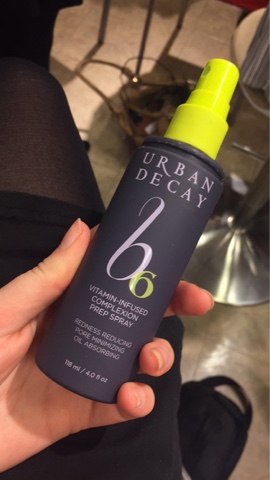 URBAN
DECAY
b6
VITAMIN-INFUSED
COMPLEXION
PREP SPRAY
REDNESS REDUCING
PORE MINIMIZING
OIL ABSORBING
118 ml / 4.0 fl oz